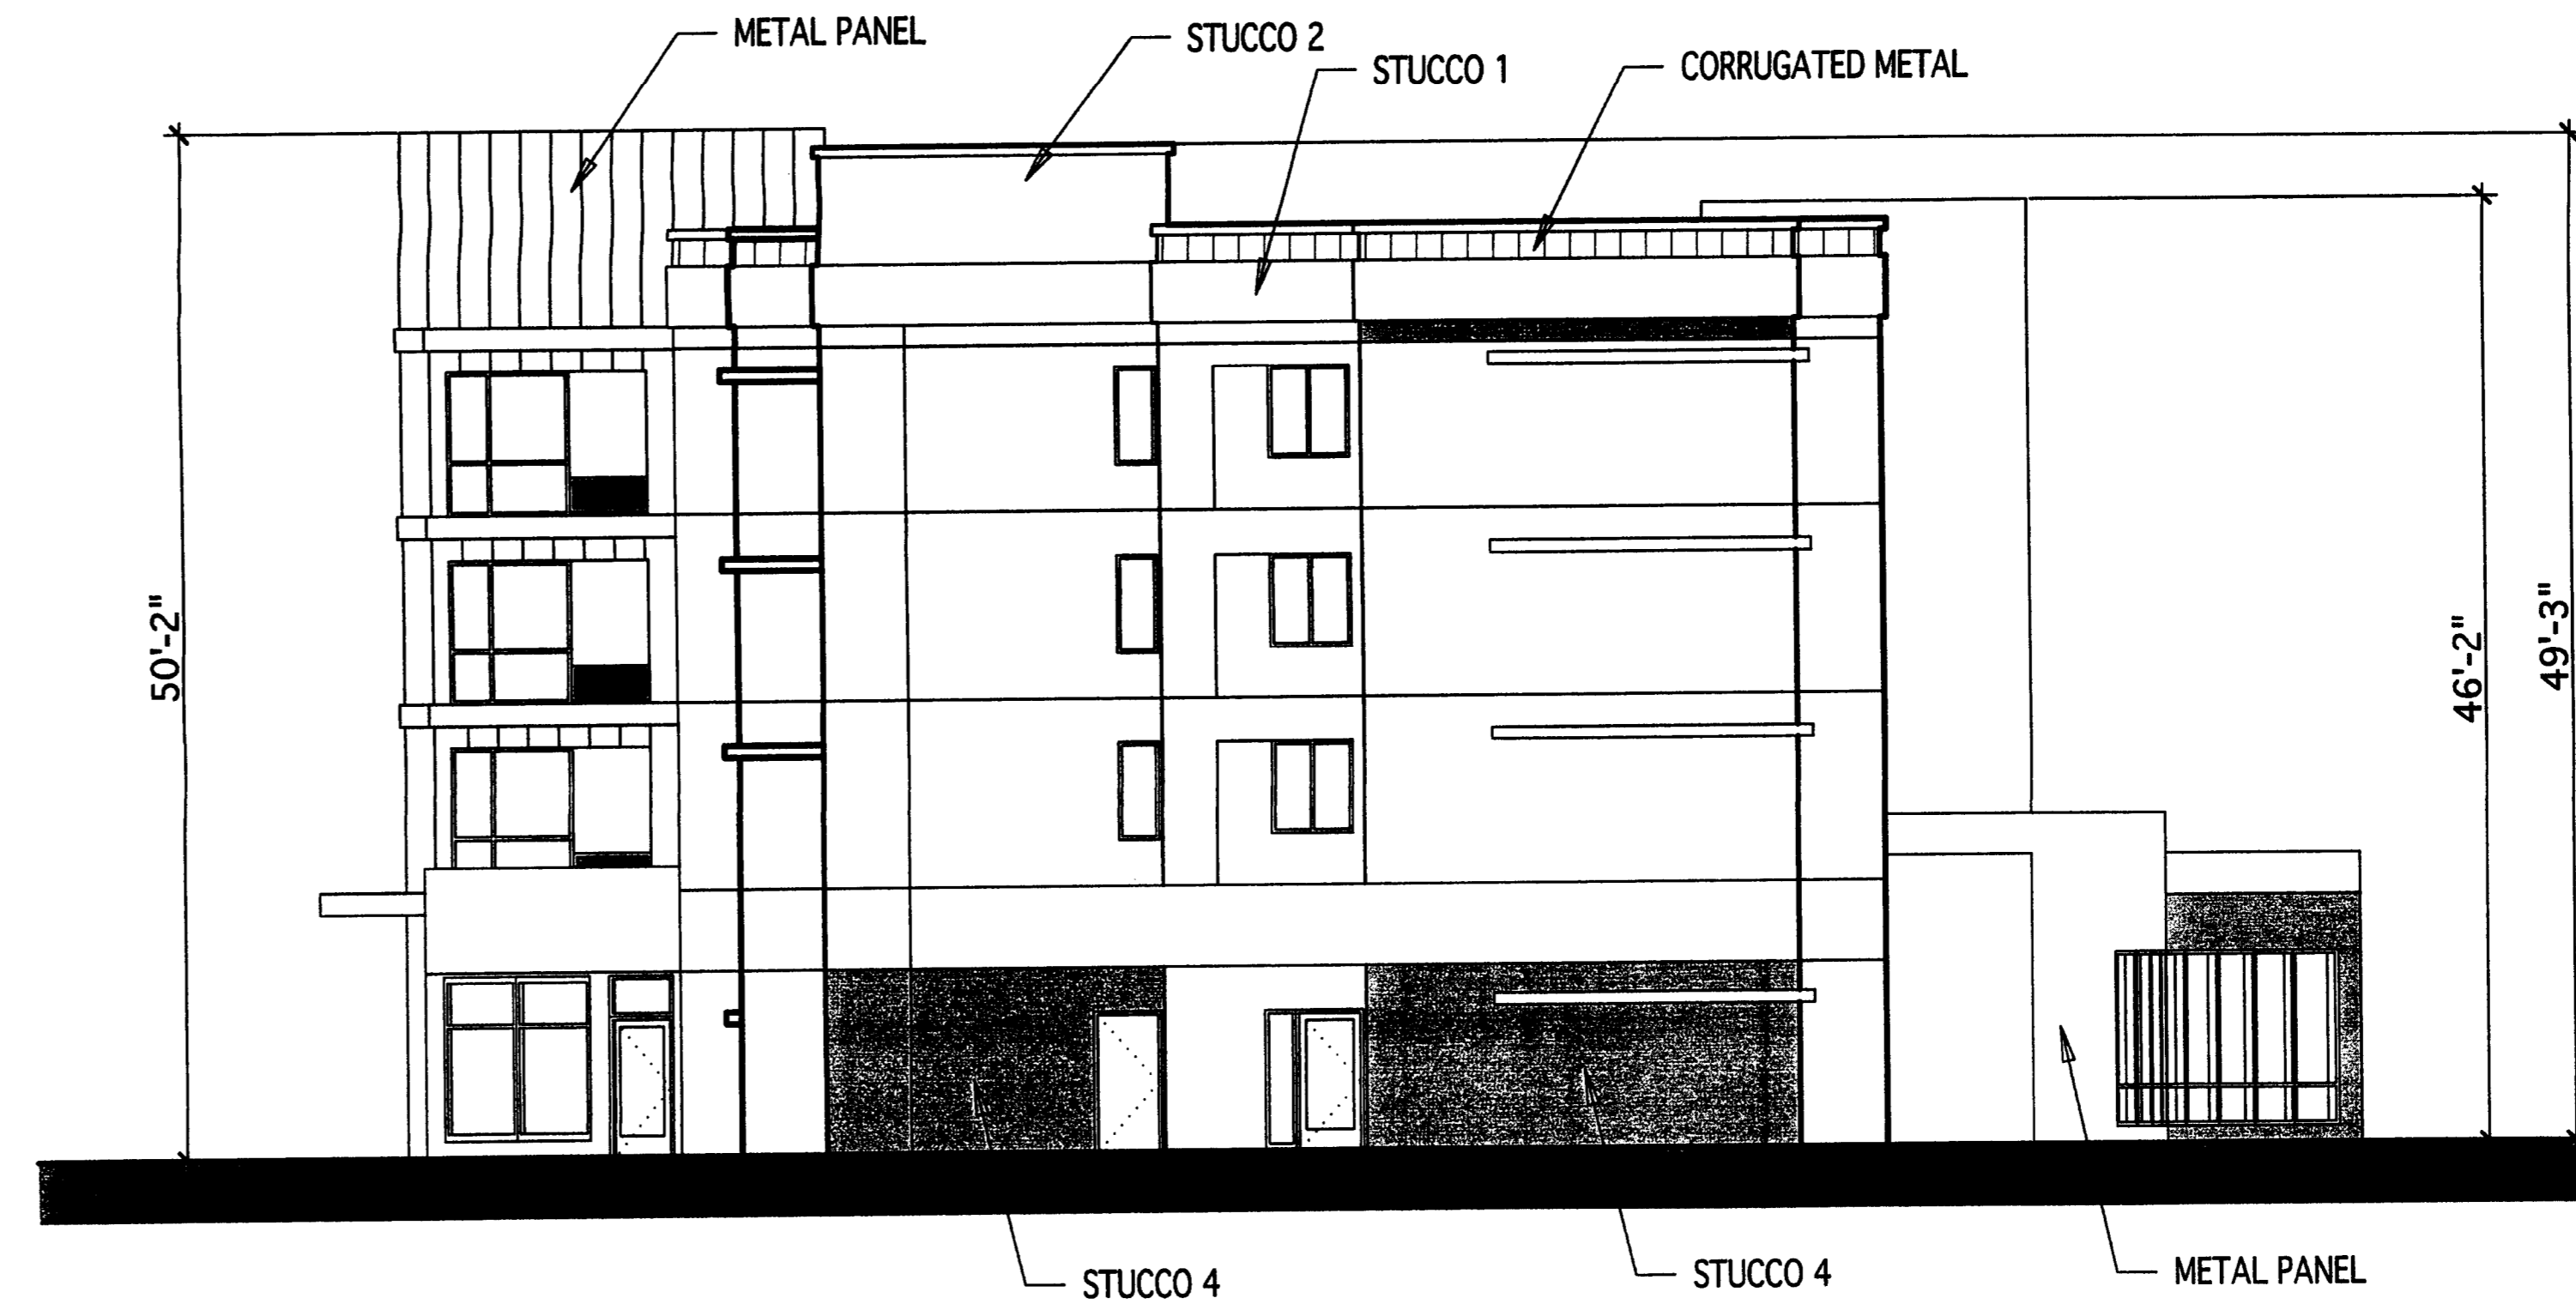 METAL PANEL
STUCCO 2
STUCCO 1
CORRUGATED METAL
50'-2"
46'-2"
49'-3"
STUCCO 4
STUCCO 4
METAL PANEL